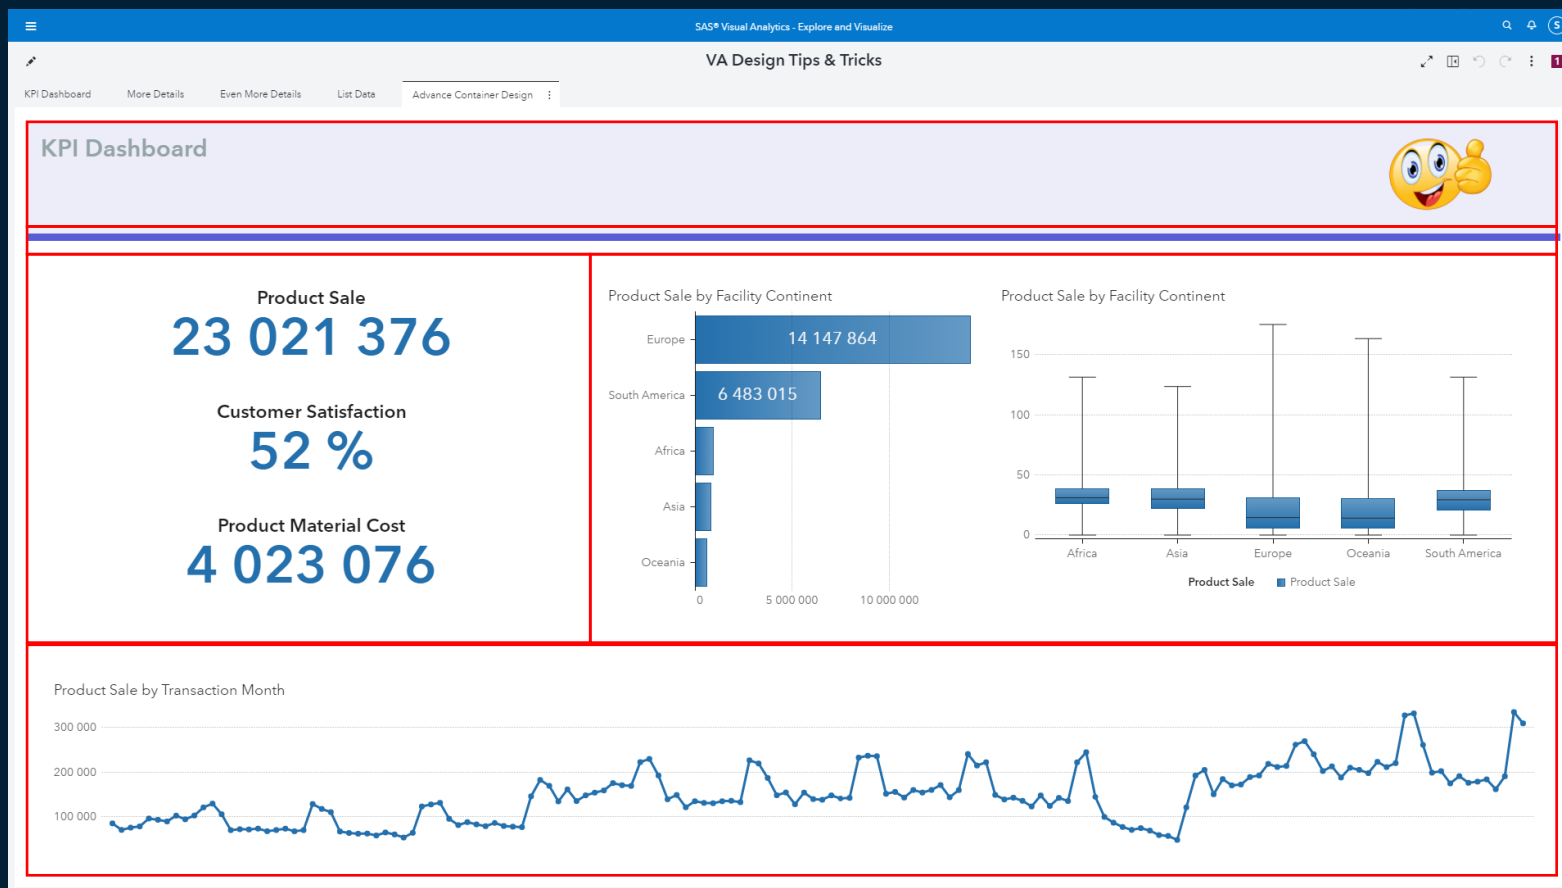 SAS® Visual Analytics - Explore and Visualize
S
VA Design Tips & Tricks
1
KPI Dashboard
More Details
Even More Details
List Data
Advance Container Design
KPI Dashboard
Product Sale
23 021 376
Customer Satisfaction
52 %
Product Material Cost
4 023 076
Product Sale by Facility Continent
Europe
14 147 864
South America
6 483 015
Africa
Asia
Oceania
0
5 000 000
10 000 000
Product Sale by Facility Continent
150
100
50
0
Africa
Asia
Europe
Oceania
South America
Product Sale
Product Sale
Product Sale by Transaction Month
300 000
200 000
100 000